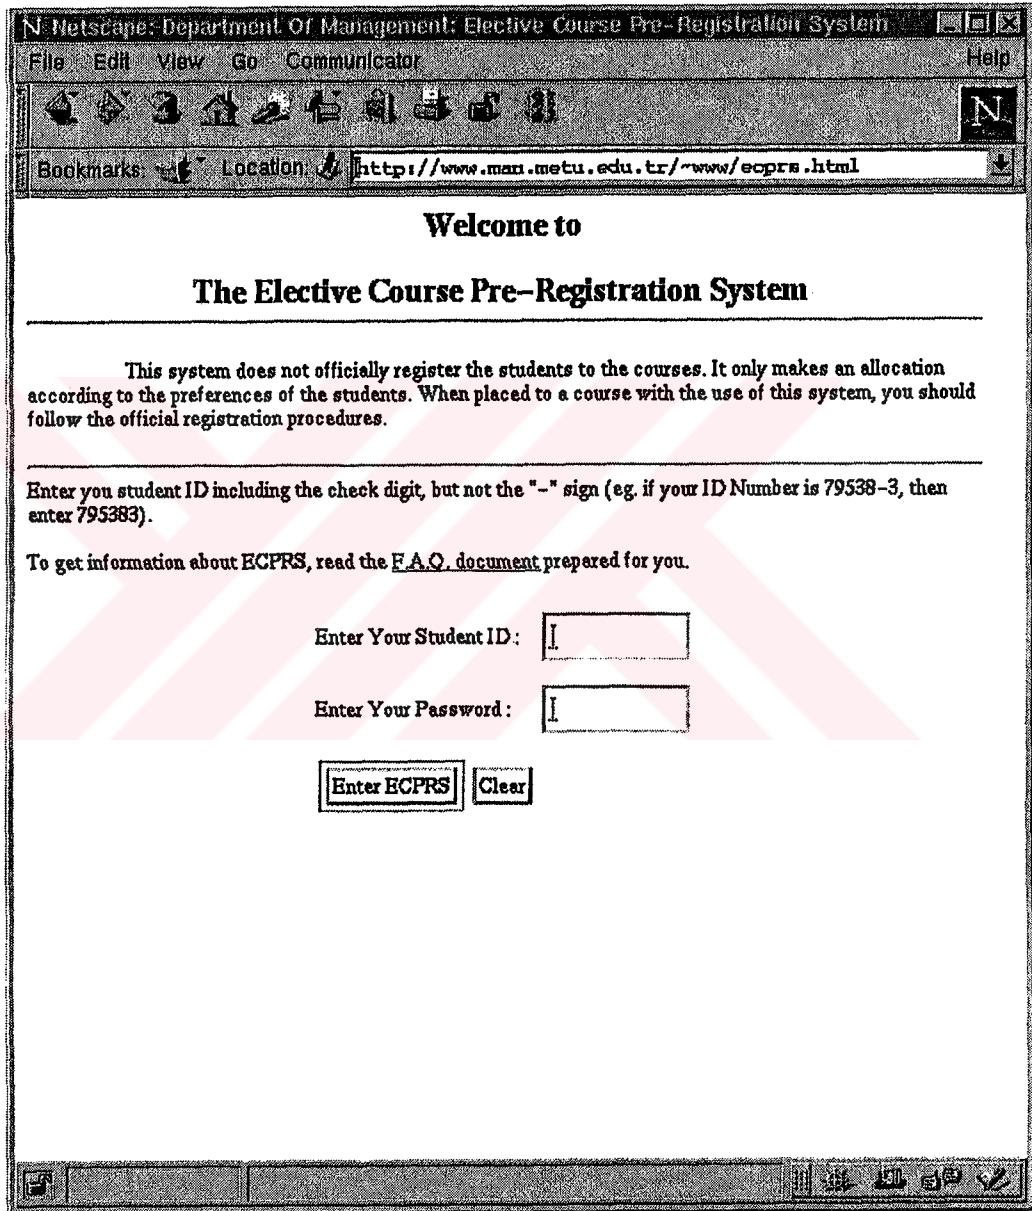 N Netscape: Department Of Management: Elective Course Pre-Registration System
File Edit View Go Communicator Help
N
Bookmarks: Location: http://www.man.metu.edu.tr/~www/ecprs.html
Welcome to
The Elective Course Pre-Registration System
This system does not officially register the students to the courses. It only makes an allocation
according to the preferences of the students. When placed to a course with the use of this system, you should
follow the official registration procedures.
Enter you student ID including the check digit, but not the "-" sign (eg. if your ID Number is 79538-3, then
enter 795383).
To get information about ECPRS, read the F.A.Q. document prepared for you.
Enter Your Student ID :
Enter Your Password :
Enter ECPRS Clear